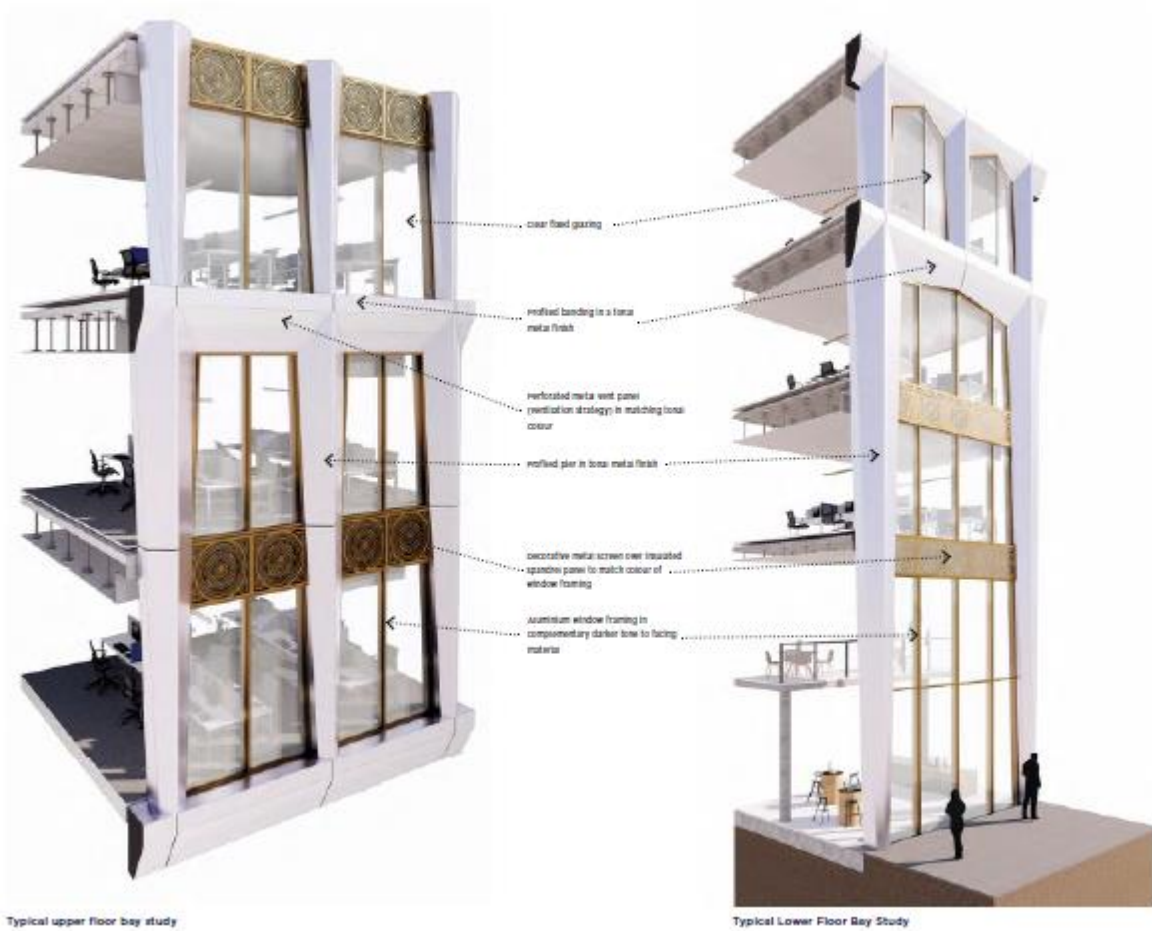 Clear fixed glazing
Profiled banding in a tonal
metal finish
Perforated metal vent panel
(ventilation strategy) in matching tonal
colour
Profiled pier in tonal metal finish
Decorative metal screen over insulated
spandrel panel to match colour of
window framing
Aluminium window framing in
complementary darker tone to facing
material
Typical upper floor bay study
Typical Lower Floor Bay Study